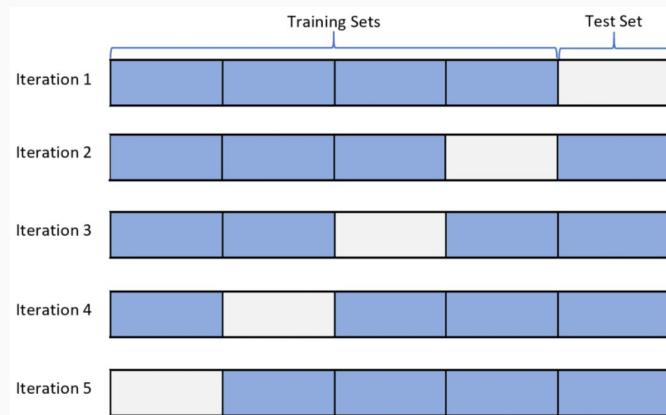 Training Sets
Test Set
Iteration 1
Iteration 2
Iteration 3
Iteration 4
Iteration 5